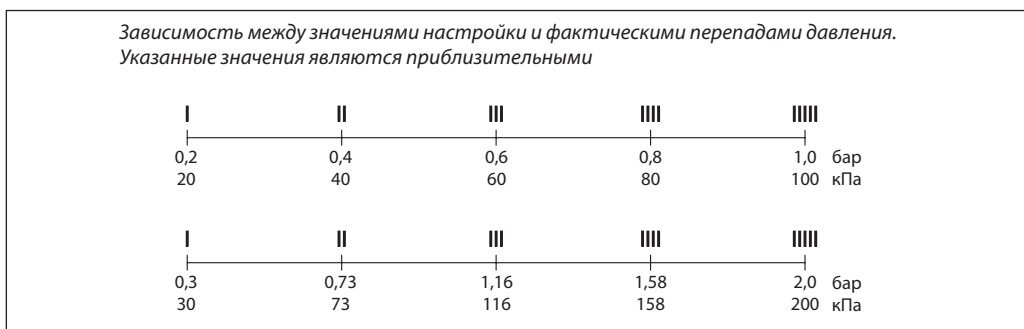 Зависимость между значениями настройки и фактическими перепадами давления.
Указанные значения являются приблизительными
I II III IIII IIIII
0,2 0,4 0,6 0,8 1,0 бар
20 40 60 80 100 кПа
I II III IIII IIIII
0,3 0,73 1,16 1,58 2,0 бар
30 73 116 158 200 кПа